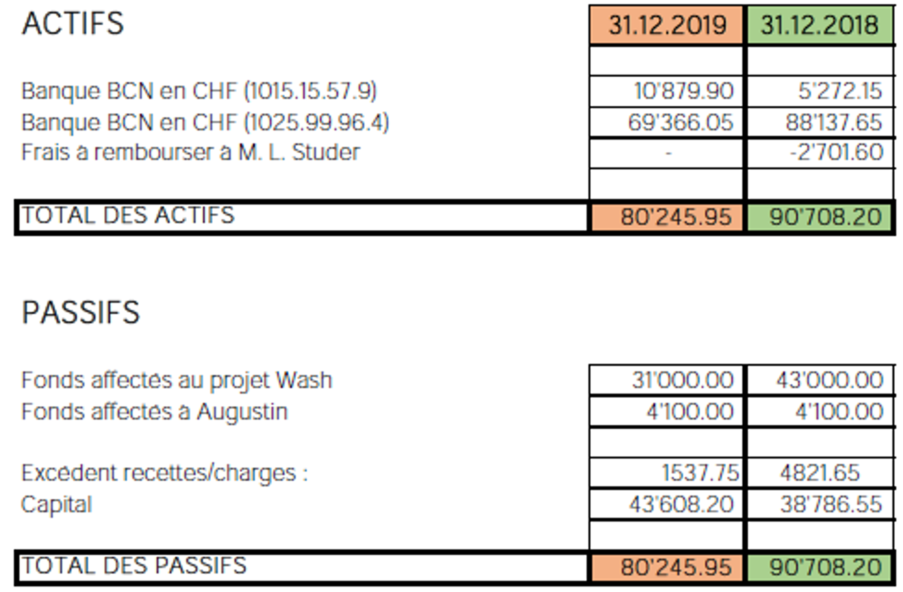 ACTIFS 31.12.2019 31.12.2018
Banque BCN en CHF (1015.15.57.9) 10'879.90 5'272.15
Banque BCN en CHF (1025.99.96.4) 69'366.05 88'137.65
Frais à rembourser à M. L. Studer - -2'701.60
TOTAL DES ACTIFS 80'245.95 90'708.20
PASSIFS
Fonds affectés au projet Wash 31'000.00 43'000.00
Fonds affectés à Augustin 4'100.00 4'100.00
Excédent recettes/charges : 1537.75 4821.65
Capital 43'608.20 38'786.55
TOTAL DES PASSIFS 80'245.95 90'708.20